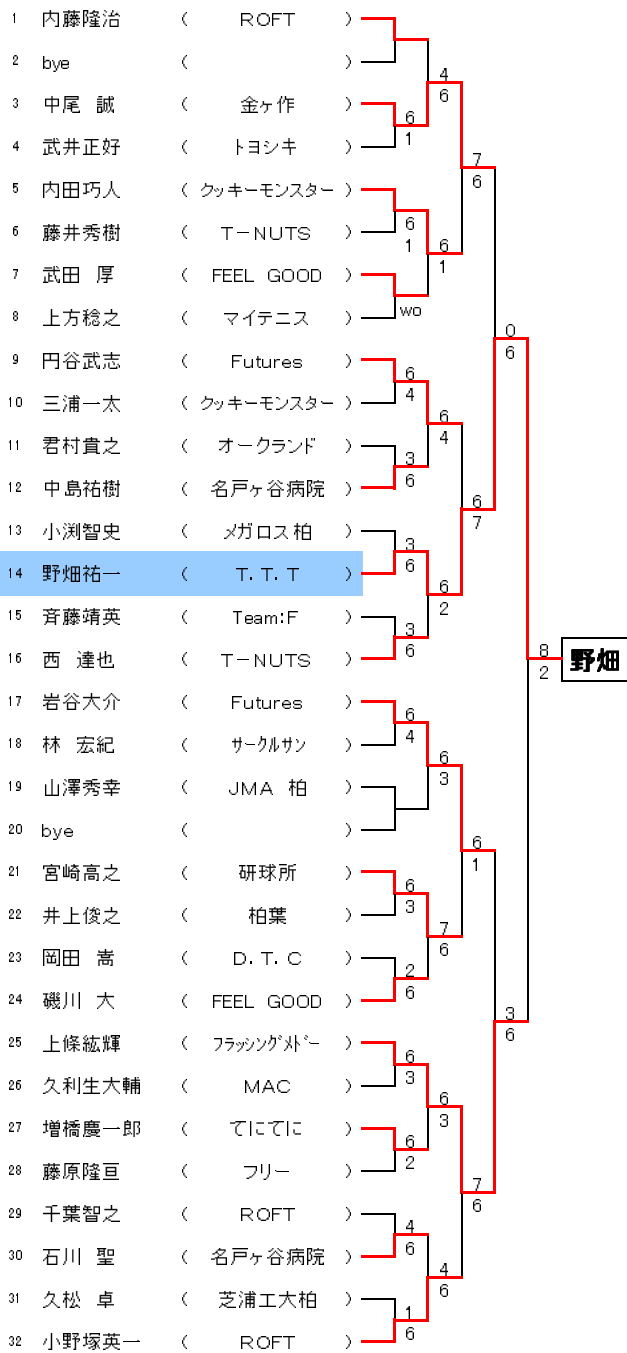 1 内藤隆治 ( ROFT )
2 bye ( )
4
6
3 中尾 誠 ( 金ヶ作 )
6
1
4 武井正好 ( トヨシキ )
7
6
5 内田巧人 ( クッキーモンスター )
6
1
6 藤井秀樹 ( T-NUTS )
6
1
7 武田 厚 ( FEEL GOOD )
8 上方稔之 ( マイテニス )
wo
0
6
9 円谷武志 ( Futures )
6
4
10 三浦一太 ( クッキーモンスター )
6
4
11 君村貴之 ( オークランド )
3
6
12 中島祐樹 ( 名戸ヶ谷病院 )
6
7
13 小渕智史 ( メガロス柏 )
3
6
14 野畑祐一 ( T.T.T )
6
2
15 斉藤靖英 ( Team:F )
3
6
16 西 達也 ( T-NUTS )
8
2
野畑
17 岩谷大介 ( Futures )
6
4
18 林 宏紀 ( サークルサン )
6
3
19 山澤秀幸 ( JMA 柏 )
20 bye ( )
6
1
21 宮崎高之 ( 研球所 )
6
3
22 井上俊之 ( 柏葉 )
7
6
23 岡田 嵩 ( D.T.C )
2
6
24 磯川 大 ( FEEL GOOD )
3
6
25 上條紘輝 ( フラッシングメドー )
6
3
26 久利生大輔 ( MAC )
6
3
27 増橋慶一郎 ( てにてに )
6
2
28 藤原隆亘 ( フリー )
7
6
29 千葉智之 ( ROFT )
4
6
30 石川 聖 ( 名戸ヶ谷病院 )
4
6
31 久松 卓 ( 芝浦工大柏 )
1
6
32 小野塚英一 ( ROFT )